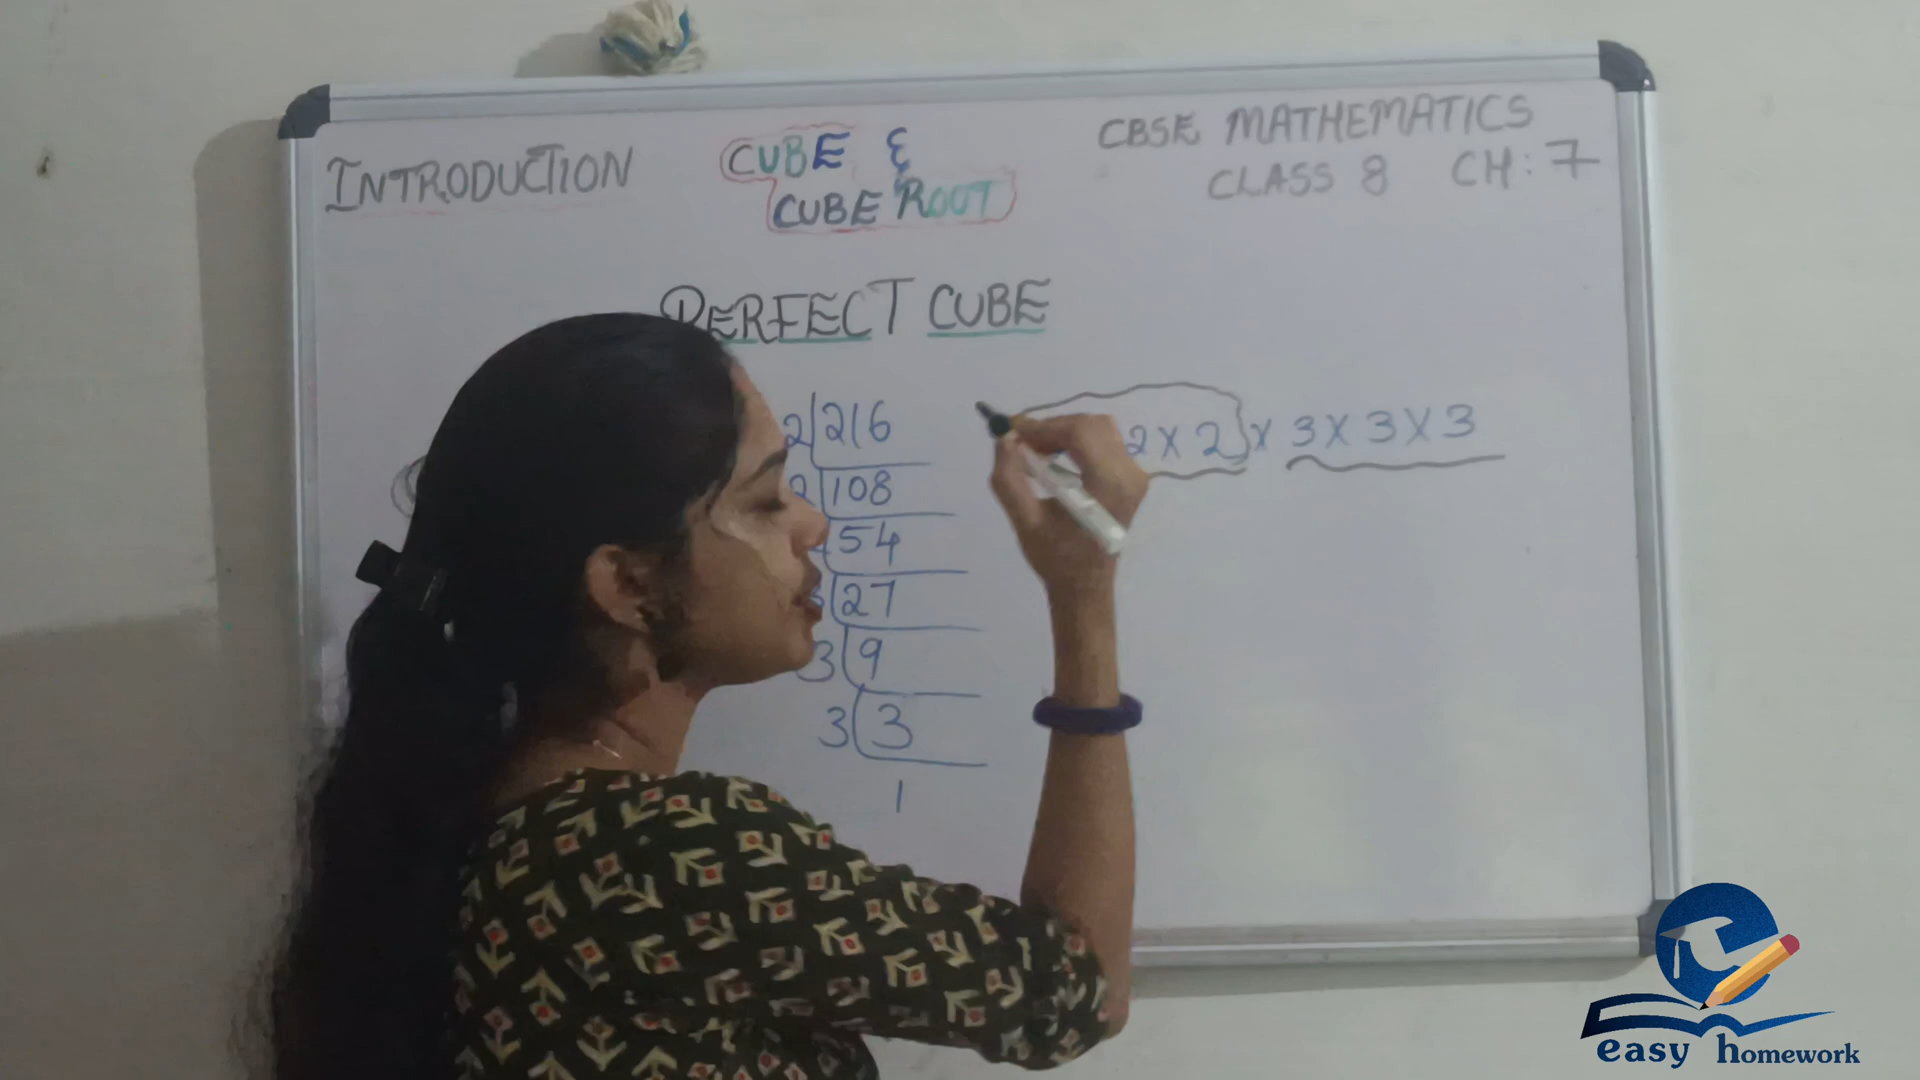 INTRODUCTION
CUBE &
CUBE ROOT
CBSE MATHEMATICS
CLASS 8 CH: 7
PERFECT CUBE
2 216
2 108
54
27
3 9
3 3
1
2 X 2 X 3 X 3 X 3
easy homework